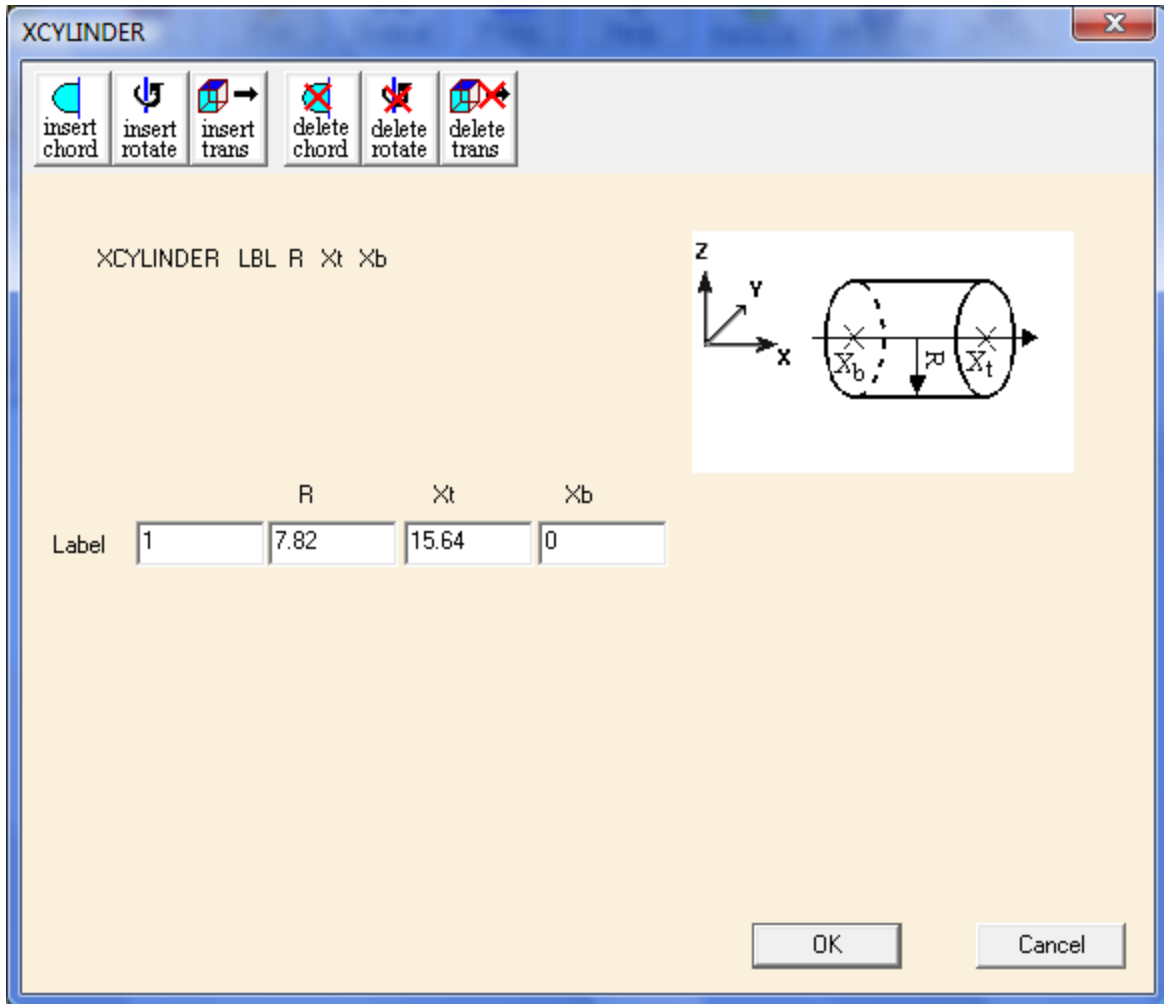 XCYLINDER
insert chord
insert rotate
insert trans
delete chord
delete rotate
delete trans
XCYLINDER LBL R Xt Xb
Z
Y
X
Xb
R
Xt
R Xt Xb
Label 1 7.82 15.64 0
OK Cancel